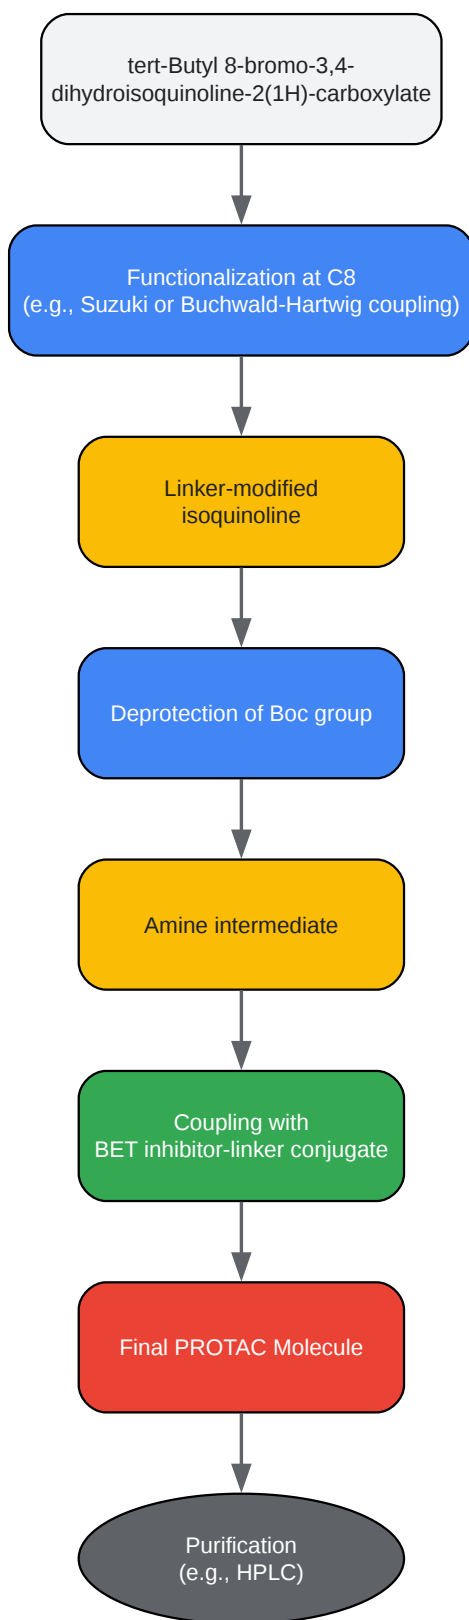 tert-Butyl 8-bromo-3,4-
dihydroisoquinoline-2(1H)-carboxylate
Functionalization at C8
(e.g., Suzuki or Buchwald-Hartwig coupling)
Linker-modified
isoquinoline
Deprotection of Boc group
Amine intermediate
Coupling with
BET inhibitor-linker conjugate
Final PROTAC Molecule
Purification
(e.g., HPLC)